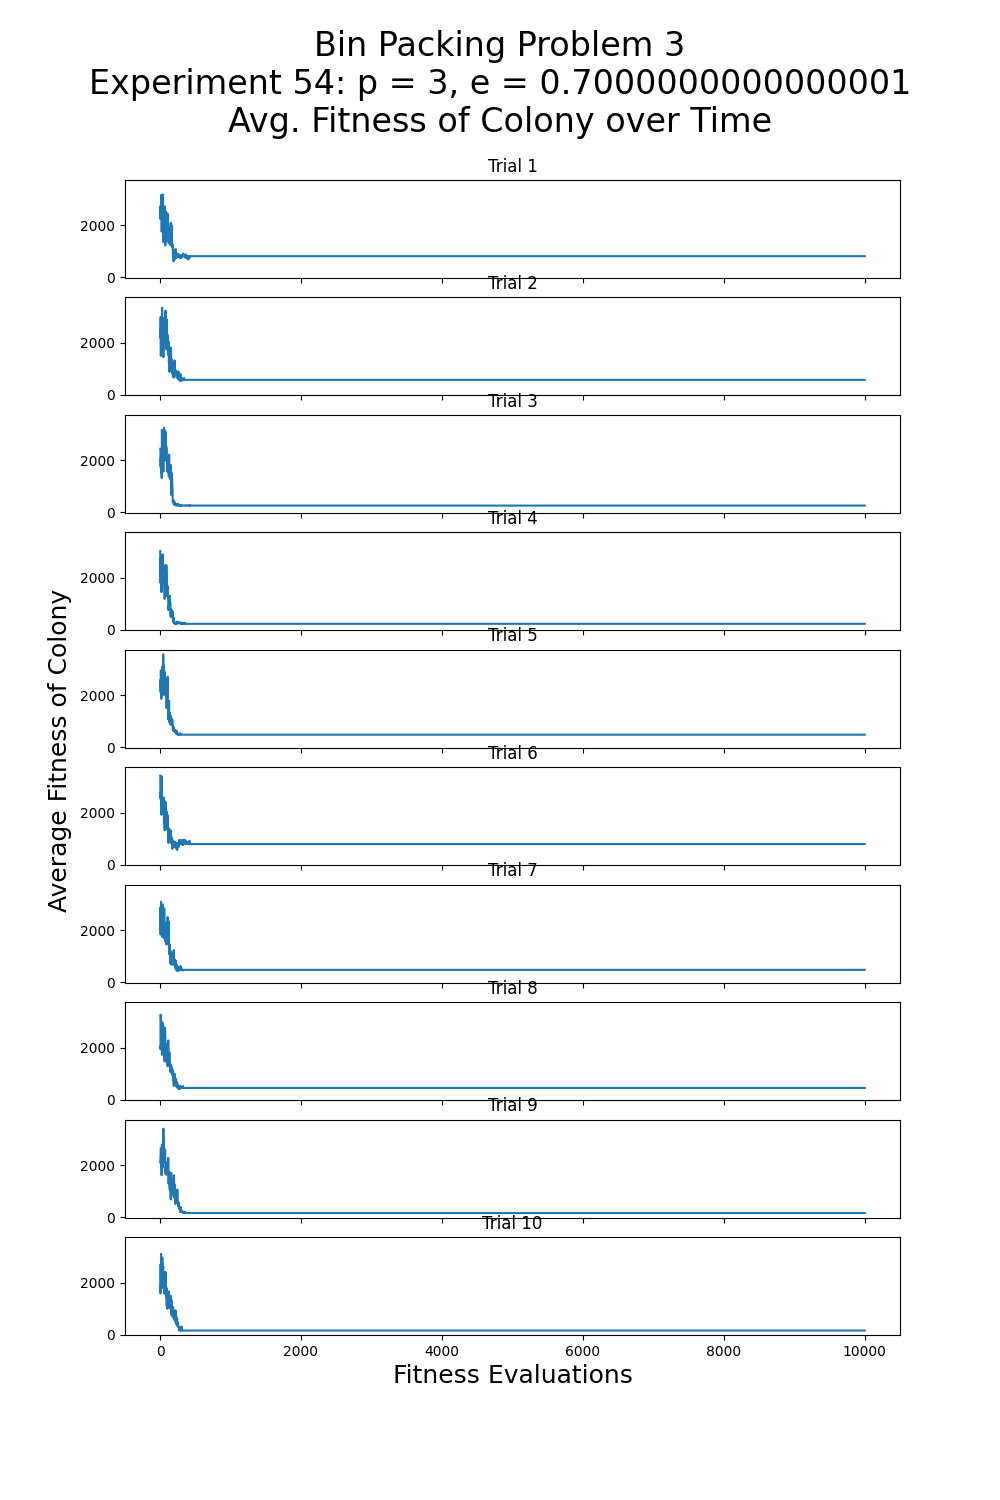 Bin Packing Problem 3
Experiment 54: p = 3, e = 0.7000000000000001
Avg. Fitness of Colony over Time
Trial 1
2000
0
Trial 2
2000
0
Trial 3
2000
0
Trial 4
2000
0
Trial 5
2000
0
Trial 6
2000
0
Trial 7
2000
0
Trial 8
2000
0
Trial 9
2000
0
Trial 10
2000
0
0 2000 4000 6000 8000 10000
Fitness Evaluations
Average Fitness of Colony